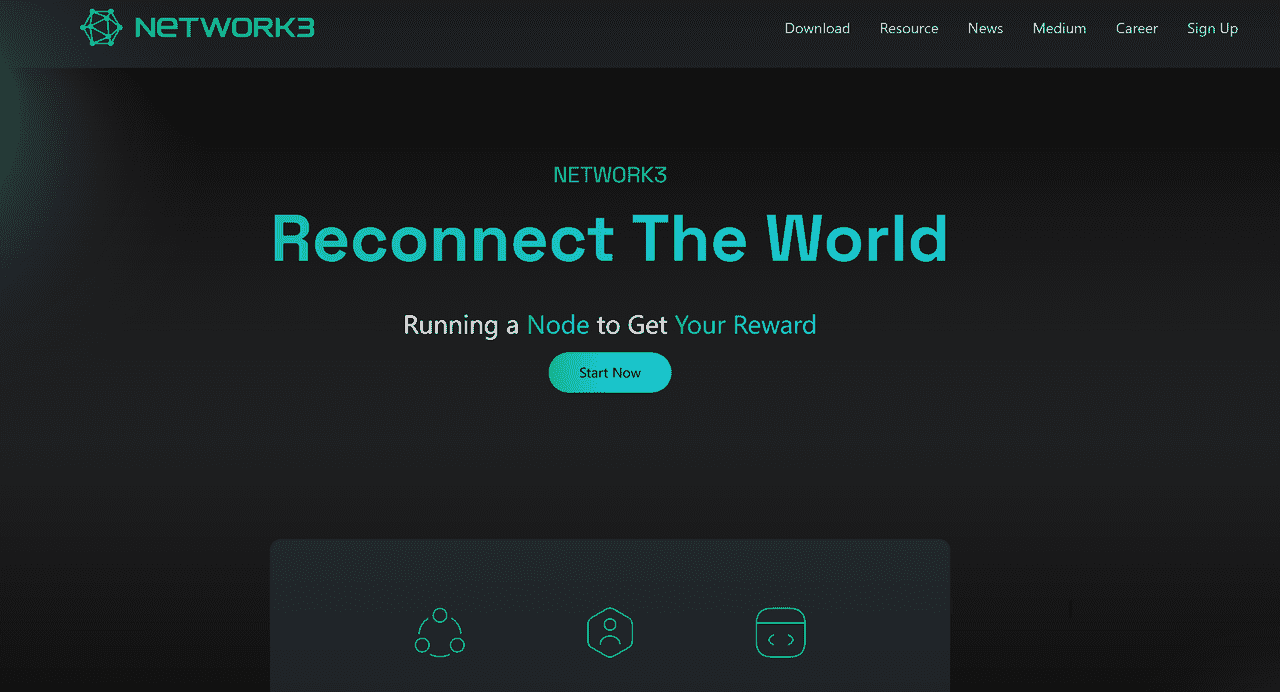 NETWORK3
Download Resource News Medium Career Sign Up
NETWORK3
Reconnect The World
Running a Node to Get Your Reward
Start Now